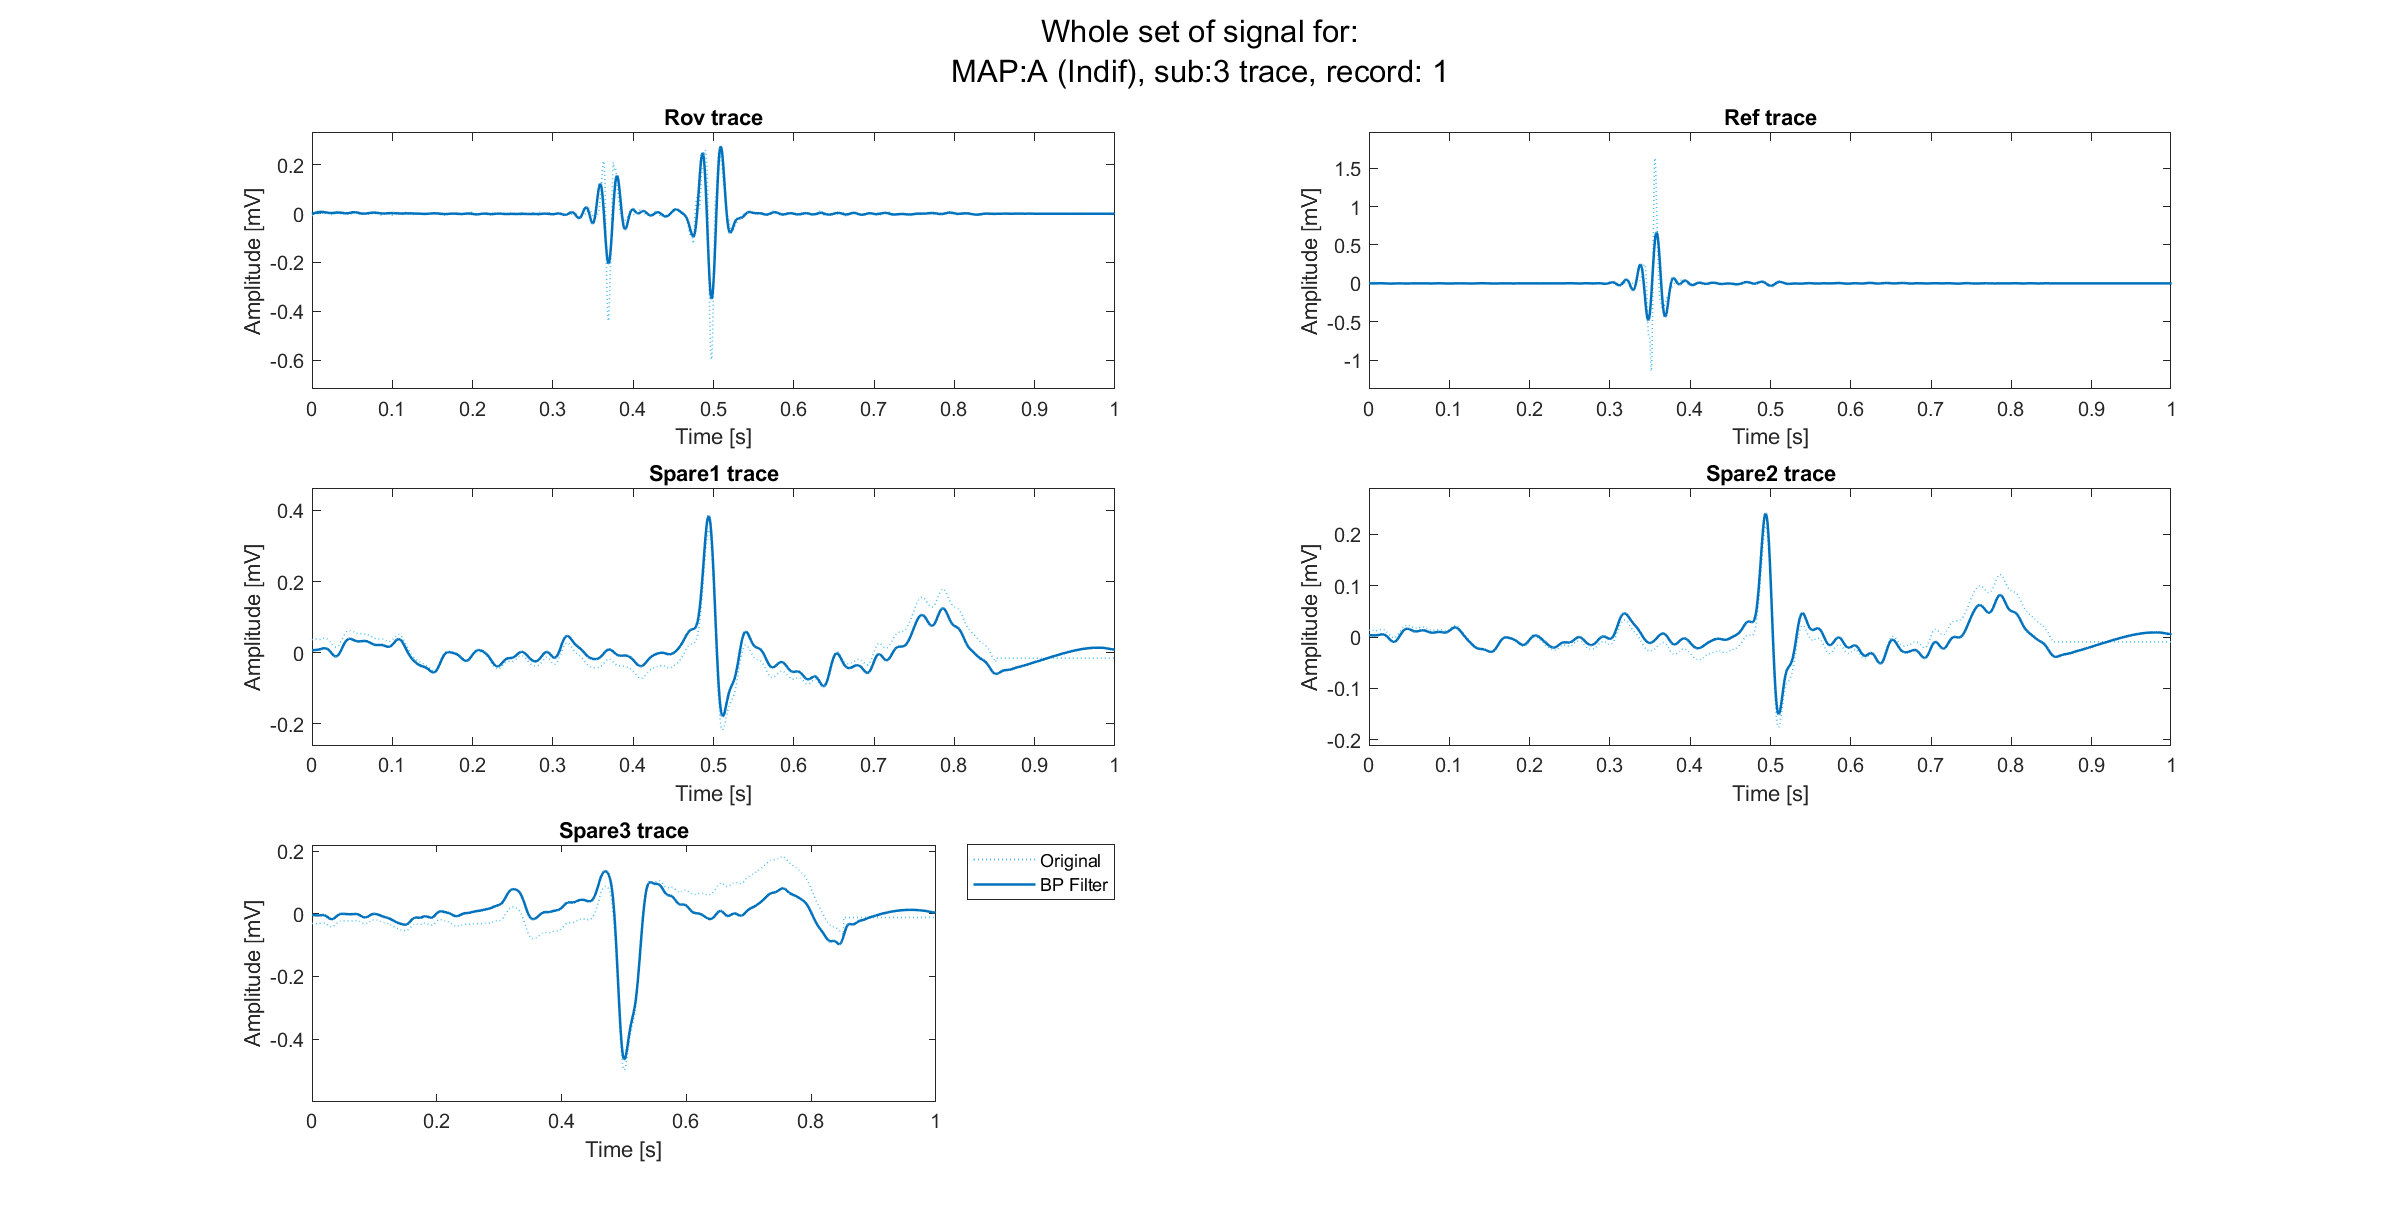 Whole set of signal for:
MAP:A (Indif), sub:3 trace, record: 1
Rov trace
Amplitude [mV]
0.2
0
-0.2
-0.4
-0.6
0 0.1 0.2 0.3 0.4 0.5 0.6 0.7 0.8 0.9 1
Time [s]
Ref trace
Amplitude [mV]
1.5
1
0.5
0
-0.5
-1
0 0.1 0.2 0.3 0.4 0.5 0.6 0.7 0.8 0.9 1
Time [s]
Spare1 trace
Amplitude [mV]
0.4
0.2
0
-0.2
0 0.1 0.2 0.3 0.4 0.5 0.6 0.7 0.8 0.9 1
Time [s]
Spare2 trace
Amplitude [mV]
0.2
0.1
0
-0.1
-0.2
0 0.1 0.2 0.3 0.4 0.5 0.6 0.7 0.8 0.9 1
Time [s]
Spare3 trace
Amplitude [mV]
0.2
0
-0.2
-0.4
0 0.2 0.4 0.6 0.8 1
Time [s]
Original
BP Filter